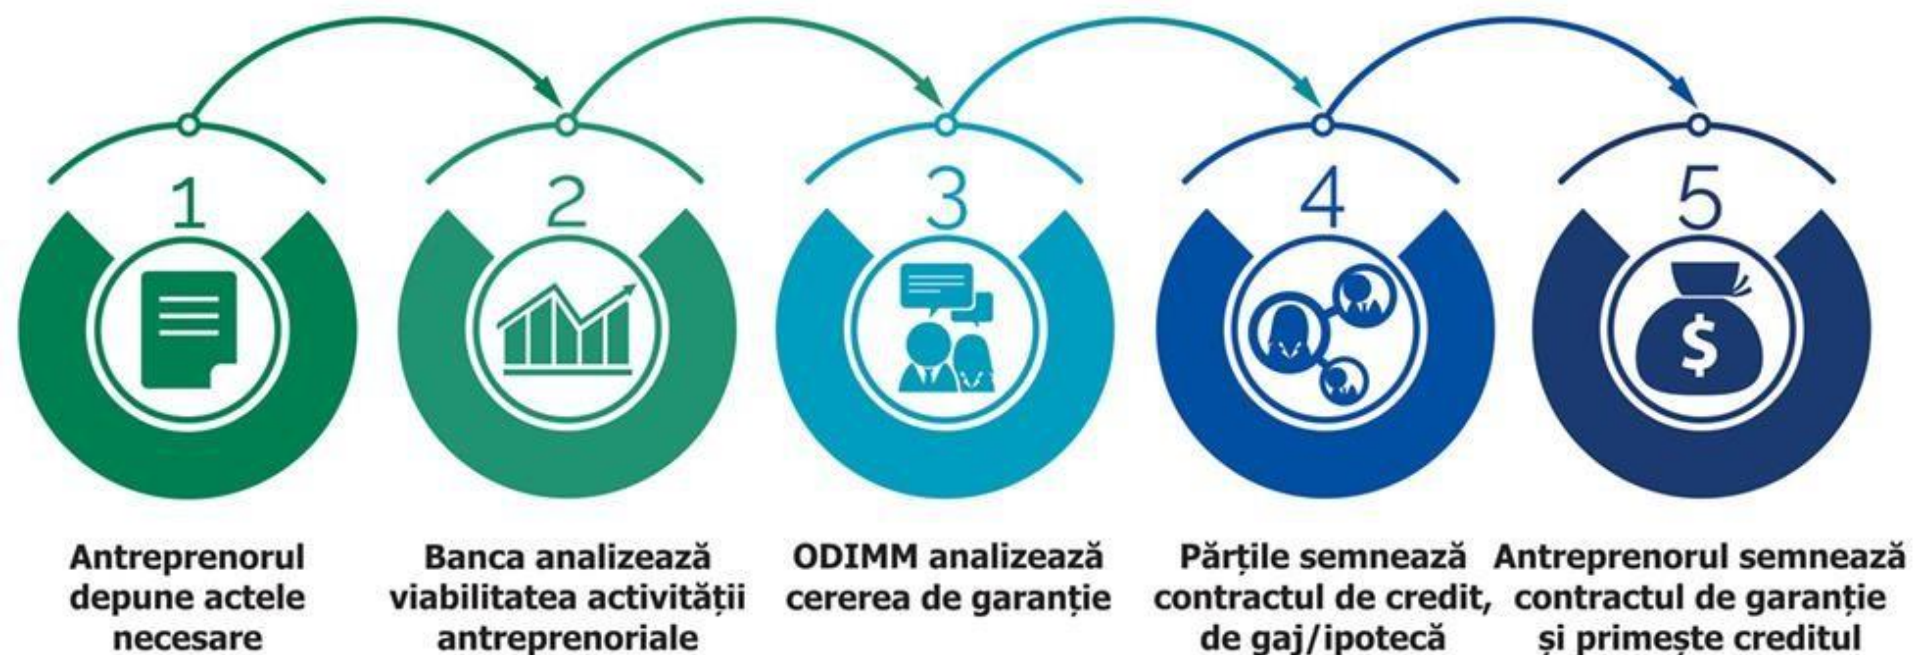 1
Antreprenorul
depune actele
necesare
2
Banca analizează
viabilitatea activității
antreprenoriale
3
ODIMM analizează
cererea de garanție
4
Părțile semnează
contractul de credit,
de gaj/ipotecă
5
$
Antreprenorul semnează
contractul de garanție
și primește creditul